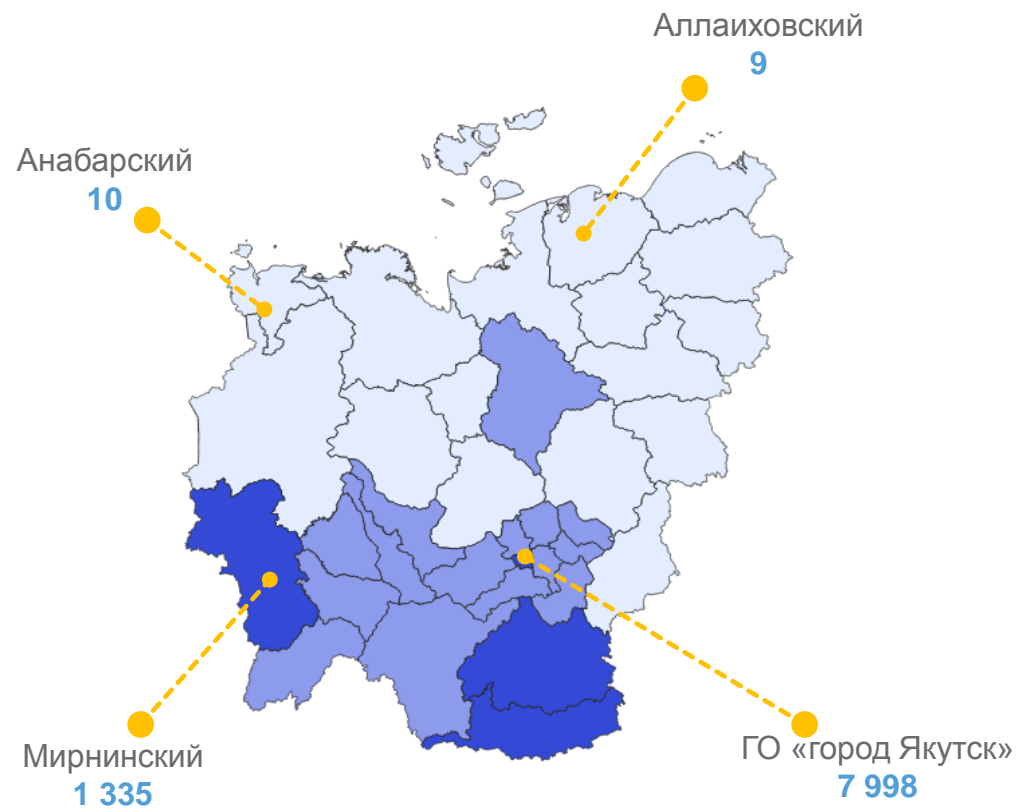 Аллаиховский
9
Анабарский
10
Мирнинский
1 335
ГО «город Якутск»
7 998